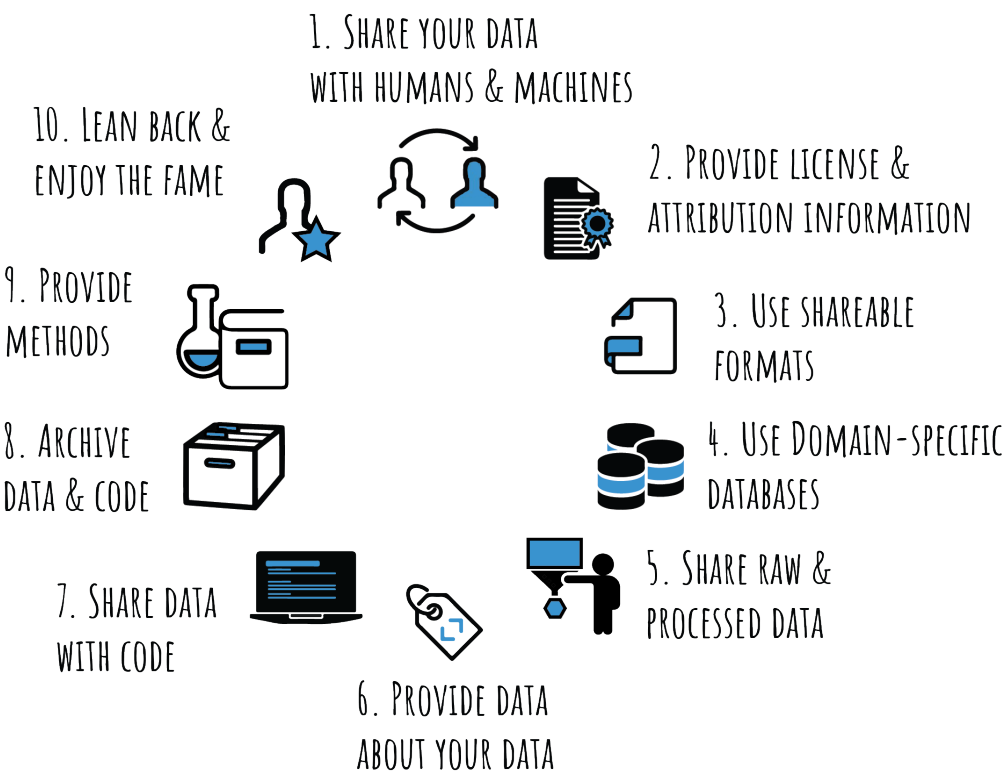 1. Share your data
with humans & machines
2. Provide license &
attribution information
3. Use shareable
formats
4. Use Domain-specific
databases
5. Share raw &
processed data
6. Provide data
about your data
7. Share data
with code
8. Archive
data & code
9. Provide
methods
10. Lean back &
enjoy the fame